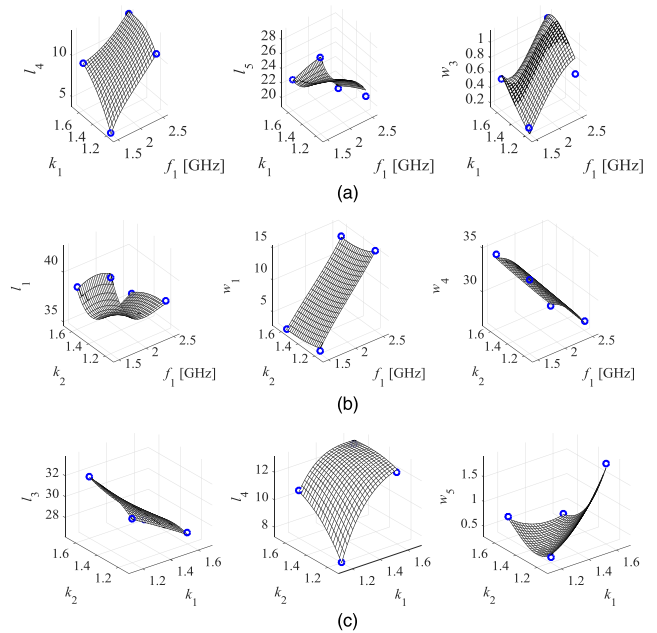 l4
10
5
1.6
1.4
1.2
k1
1.5
2
2.5
f1 [GHz]
l5
28
26
24
22
20
1.6
1.4
1.2
k1
1.5
2
2.5
f1 [GHz]
w3
1
0.8
0.6
0.4
0.2
1.6
1.4
1.2
k1
1.5
2
2.5
f1 [GHz]
(a)
l1
40
35
1.6
1.4
1.2
k2
1.5
2
2.5
f1 [GHz]
w1
15
10
5
1.6
1.4
1.2
k2
1.5
2
2.5
f1 [GHz]
w4
35
30
1.6
1.4
1.2
k2
1.5
2
2.5
f1 [GHz]
(b)
l3
32
30
28
1.6
1.4
1.2
k2
1.2
1.4
1.6
k1
l4
12
10
8
1.6
1.4
1.2
k2
1.2
1.4
1.6
k1
w5
1.5
1
0.5
1.6
1.4
1.2
k2
1.2
1.4
1.6
k1
(c)